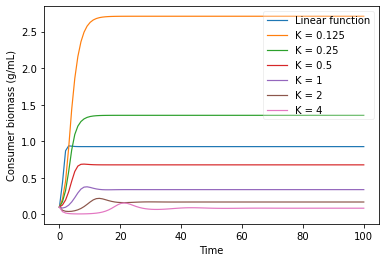 Linear function
K = 0.125
K = 0.25
K = 0.5
K = 1
K = 2
K = 4
Consumer biomass (g/mL)
2.5
2.0
1.5
1.0
0.5
0.0
0
20
40
60
80
100
Time